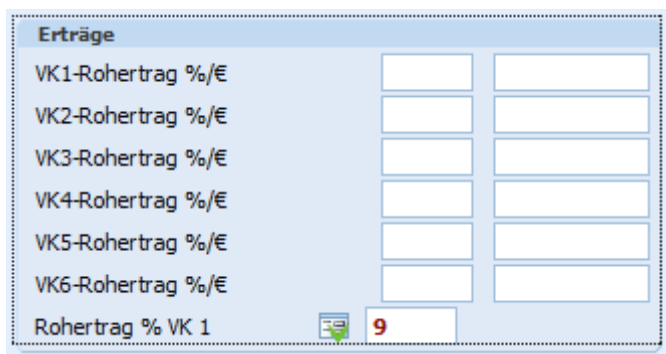 Erträge
VK1-Rohertrag %/€
VK2-Rohertrag %/€
VK3-Rohertrag %/€
VK4-Rohertrag %/€
VK5-Rohertrag %/€
VK6-Rohertrag %/€
Rohertrag % VK 1 9